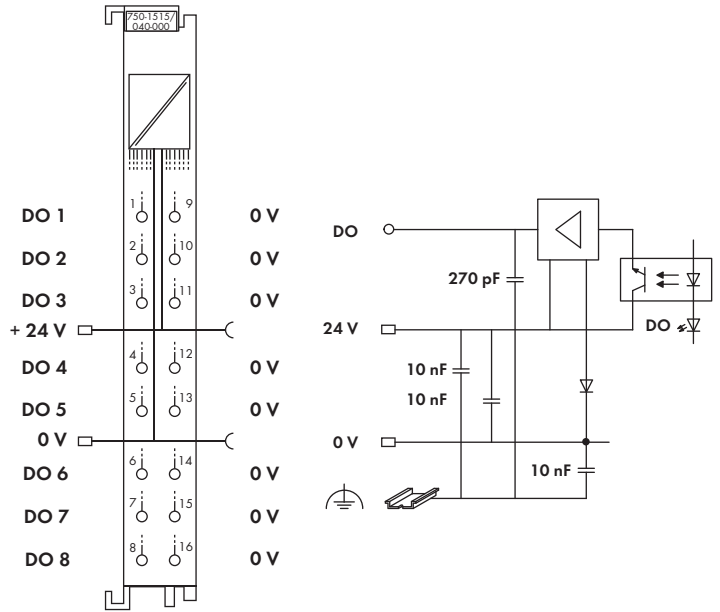 750-1515/
040-000
DO 1 1 9 0 V
DO 2 2 10 0 V
DO 3 3 11 0 V
+ 24 V
DO 4 4 12 0 V
DO 5 5 13 0 V
0 V
DO 6 6 14 0 V
DO 7 7 15 0 V
DO 8 8 16 0 V
DO
270 pF
24 V
DO
10 nF
10 nF
0 V
10 nF